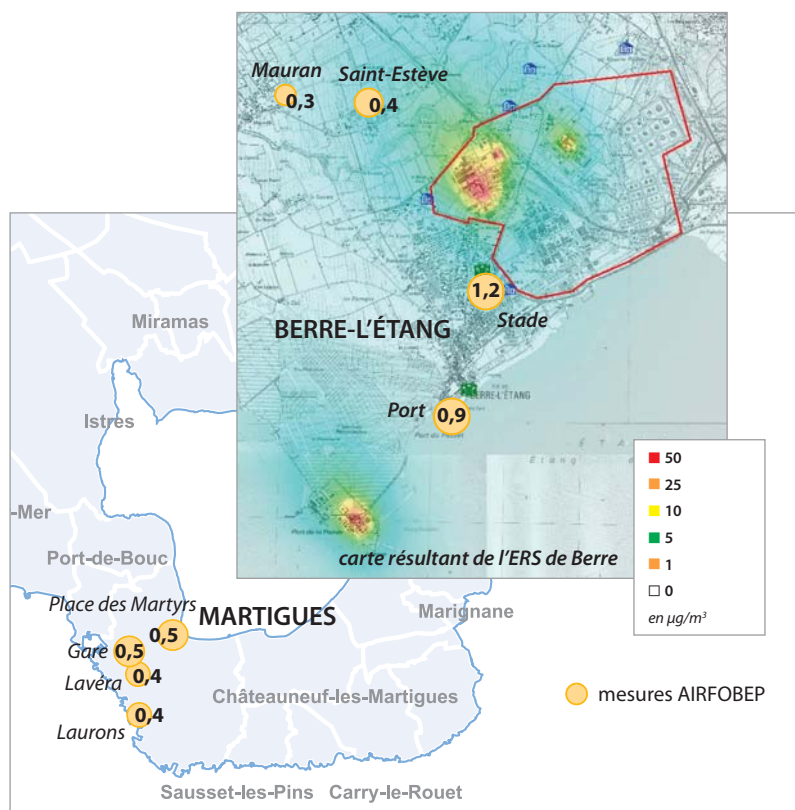 Mauran
0,3
Saint-Estève
0,4
1,2
Stade
BERRE-L'ÉTANG
Port
0,9
BERRE-L'ÉTANG
carte résultant de l'ERS de Berre
50
25
10
5
1
0
en µg/m³
Miramas
Istres
-Mer
Port-de-Bouc
Place des Martyrs
MARTIGUES
0,5
Gare
0,5
Lavéra
0,4
Laurons
0,4
Marignane
Châteauneuf-les-Martigues
Sausset-les-Pins
Carry-le-Rouet
mesures AIRFOBEP